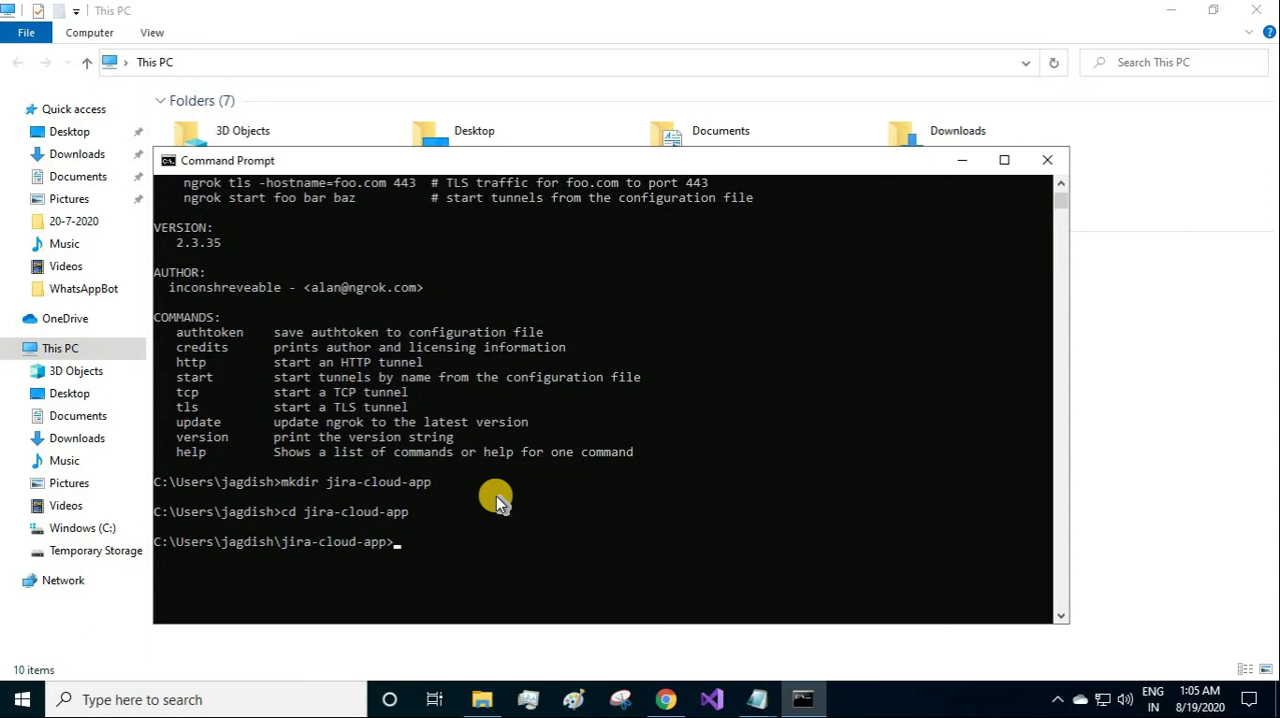 This PC
File
Computer
View
This PC
Search This PC
Quick access
Desktop
Downloads
Documents
Pictures
20-7-2020
Music
Videos
WhatsAppBot
OneDrive
This PC
3D Objects
Desktop
Documents
Downloads
Music
Pictures
Videos
Windows (C:)
Temporary Storage
Network
Folders (7)
3D Objects
Desktop
Documents
Downloads
Command Prompt
ngrok tls -hostname=foo.com 443 # TLS traffic for foo.com to port 443
ngrok start foo bar baz # start tunnels from the configuration file
VERSION:
2.3.35
AUTHOR:
inconshreveable - <alan@ngrok.com>
COMMANDS:
authtoken save authtoken to configuration file
credits prints author and licensing information
http start an HTTP tunnel
start start tunnels by name from the configuration file
tcp start a TCP tunnel
tls start a TLS tunnel
update update ngrok to the latest version
version print the version string
help Shows a list of commands or help for one command
C:\Users\jagdish>mkdir jira-cloud-app
C:\Users\jagdish>cd jira-cloud-app
C:\Users\jagdish\jira-cloud-app>_
10 items
Type here to search
ENG
IN
1:05 AM
8/19/2020